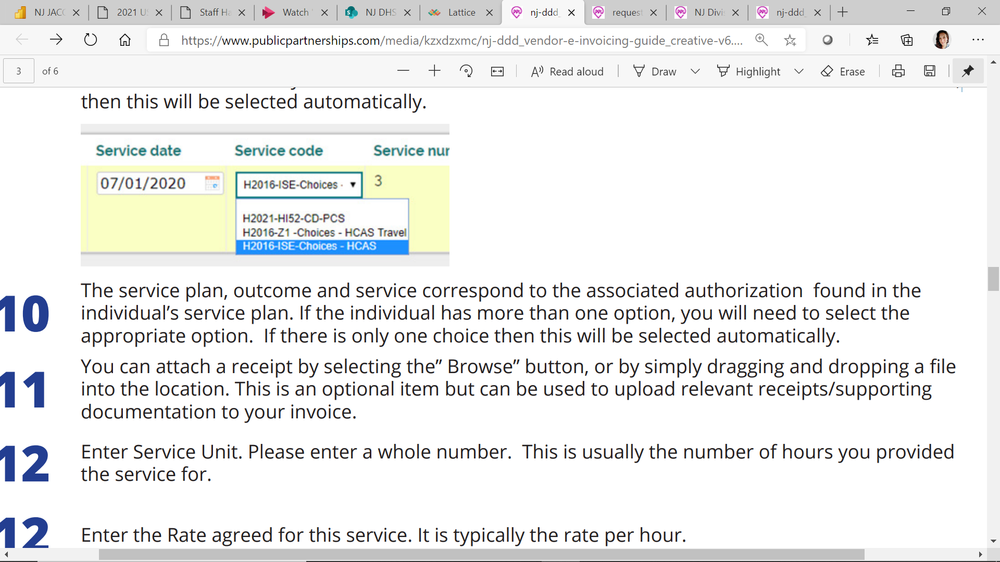 NJ JAC
2021 U
Staff Ha
Watch
NJ DHS
Lattice
nj-ddd_
request
NJ Divi
nj-ddd_
https://www.publicpartnerships.com/media/kzxdzxmc/nj-ddd_vendor-e-invoicing-guide_creative-v6....
3 of 6
Read aloud
Draw
Highlight
Erase
then this will be selected automatically.
Service date Service code Service nur
07/01/2020 H2016-ISE-Choices - 3
H2021-HI52-CD-PCS
H2016-Z1 -Choices - HCAS Travel
H2016-ISE-Choices - HCAS
10
The service plan, outcome and service correspond to the associated authorization  found in the
individual’s service plan. If the individual has more than one option, you will need to select the
appropriate option.  If there is only one choice then this will be selected automatically.
11
You can attach a receipt by selecting the” Browse” button, or by simply dragging and dropping a file
into the location. This is an optional item but can be used to upload relevant receipts/supporting
documentation to your invoice.
12
Enter Service Unit. Please enter a whole number.  This is usually the number of hours you provided
the service for.
12
Enter the Rate agreed for this service. It is typically the rate per hour.